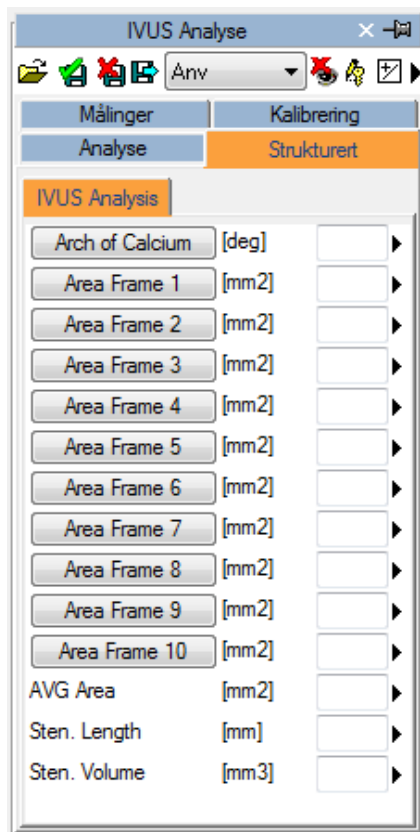 IVUS Analyse
Anv
Målinger Kalibrering
Analyse Strukturert
IVUS Analysis
Arch of Calcium [deg]
Area Frame 1 [mm2]
Area Frame 2 [mm2]
Area Frame 3 [mm2]
Area Frame 4 [mm2]
Area Frame 5 [mm2]
Area Frame 6 [mm2]
Area Frame 7 [mm2]
Area Frame 8 [mm2]
Area Frame 9 [mm2]
Area Frame 10 [mm2]
AVG Area [mm2]
Sten. Length [mm]
Sten. Volume [mm3]